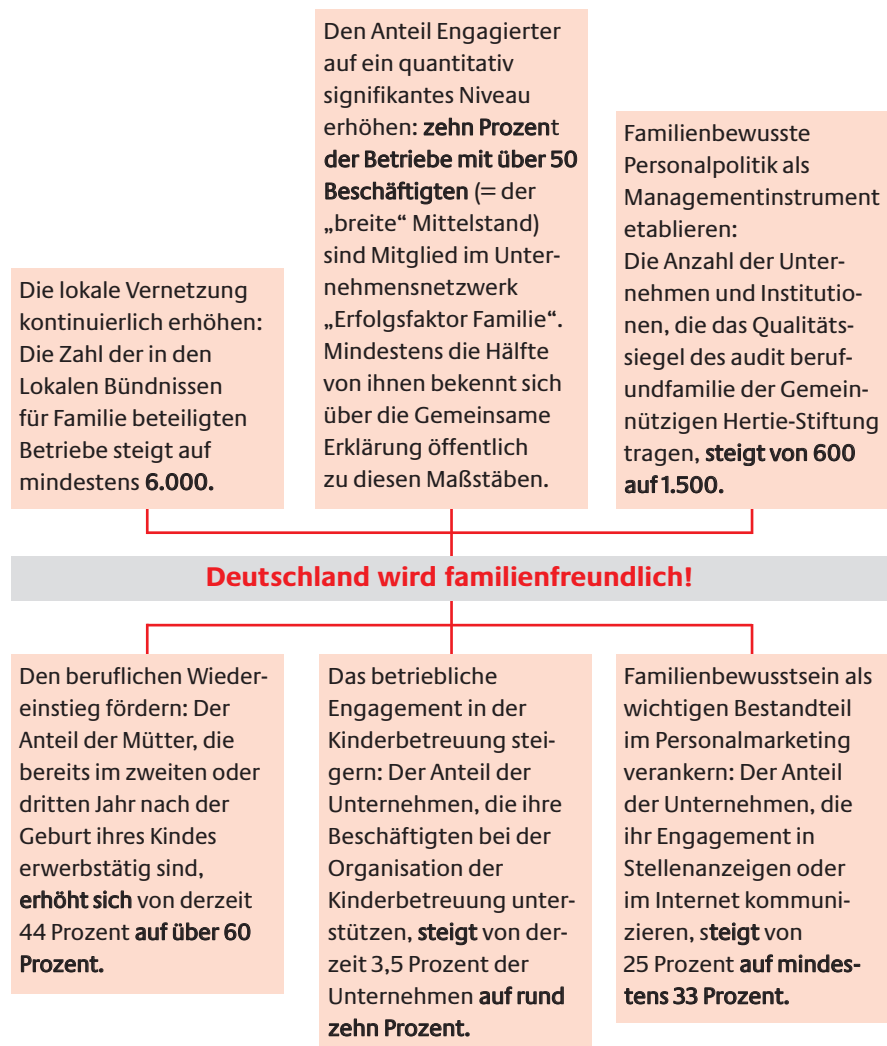 Die lokale Vernetzung
kontinuierlich erhöhen:
Die Zahl der in den
Lokalen Bündnissen
für Familie beteiligten
Betriebe steigt auf
mindestens 6.000.
Den Anteil Engagierter
auf ein quantitativ
signifikantes Niveau
erhöhen: zehn Prozent
der Betriebe mit über 50
Beschäftigten (= der
„breite“ Mittelstand)
sind Mitglied im Unter-
nehmensnetzwerk
„Erfolgsfaktor Familie“.
Mindestens die Hälfte
von ihnen bekennt sich
über die Gemeinsame
Erklärung öffentlich
zu diesen Maßstäben.
Familienbewusste
Personalpolitik als
Managementinstrument
etablieren:
Die Anzahl der Unter-
nehmen und Institutio-
nen, die das Qualitäts-
siegel des audit beruf-
undfamilie der Gemein-
nützigen Hertie-Stiftung
tragen, steigt von 600
auf 1.500.
Deutschland wird familienfreundlich!
Den beruflichen Wieder-
einstieg fördern: Der
Anteil der Mütter, die
bereits im zweiten oder
dritten Jahr nach der
Geburt ihres Kindes
erwerbstätig sind,
erhöht sich von derzeit
44 Prozent auf über 60
Prozent.
Das betriebliche
Engagement in der
Kinderbetreuung stei-
gern: Der Anteil der
Unternehmen, die ihre
Beschäftigten bei der
Organisation der
Kinderbetreuung unter-
stützen, steigt von der-
zeit 3,5 Prozent der
Unternehmen auf rund
zehn Prozent.
Familienbewusstsein als
wichtigen Bestandteil
im Personalmarketing
verankern: Der Anteil
der Unternehmen, die
ihr Engagement in
Stellenanzeigen oder
im Internet kommuni-
zieren, steigt von
25 Prozent auf mindes-
tens 33 Prozent.